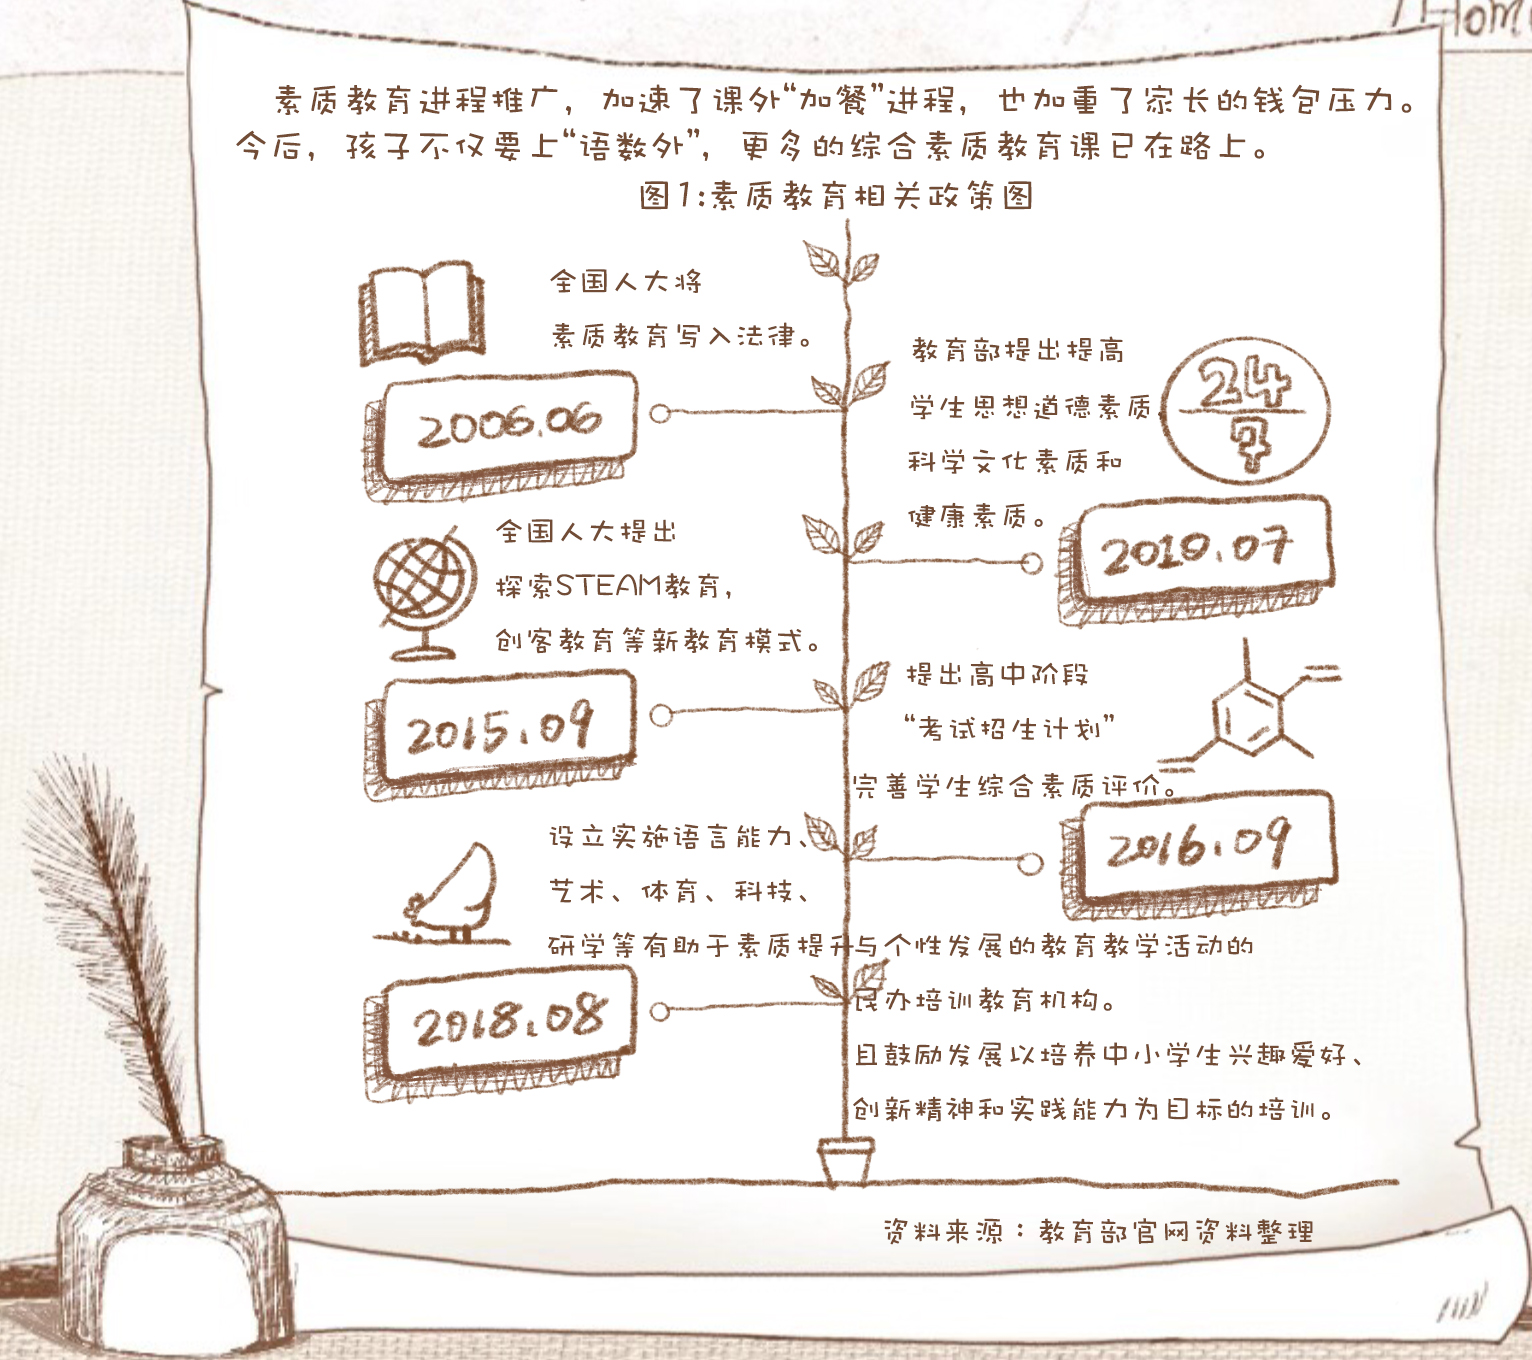 Home
素质教育进程推广，加速了课外“加餐”进程，也加重了家长的钱包压力。
今后，孩子不仅要上“语数外”，更多的综合素质教育课已在路上。
图1:素质教育相关政策图
全国人大将
素质教育写入法律。
2006.06
教育部提出提高
学生思想道德素质、
科学文化素质和
健康素质。
24
7
2010.07
全国人大提出
探索STEAM教育，
创客教育等新教育模式。
2015.09
提出高中阶段
“考试招生计划”
完善学生综合素质评价。
2016.09
设立实施语言能力、
艺术、体育、科技、
研学等有助于素质提升与个性发展的教育教学活动的
民办培训教育机构。
且鼓励发展以培养中小学生兴趣爱好、
创新精神和实践能力为目标的培训。
2018.08
资料来源：教育部官网资料整理